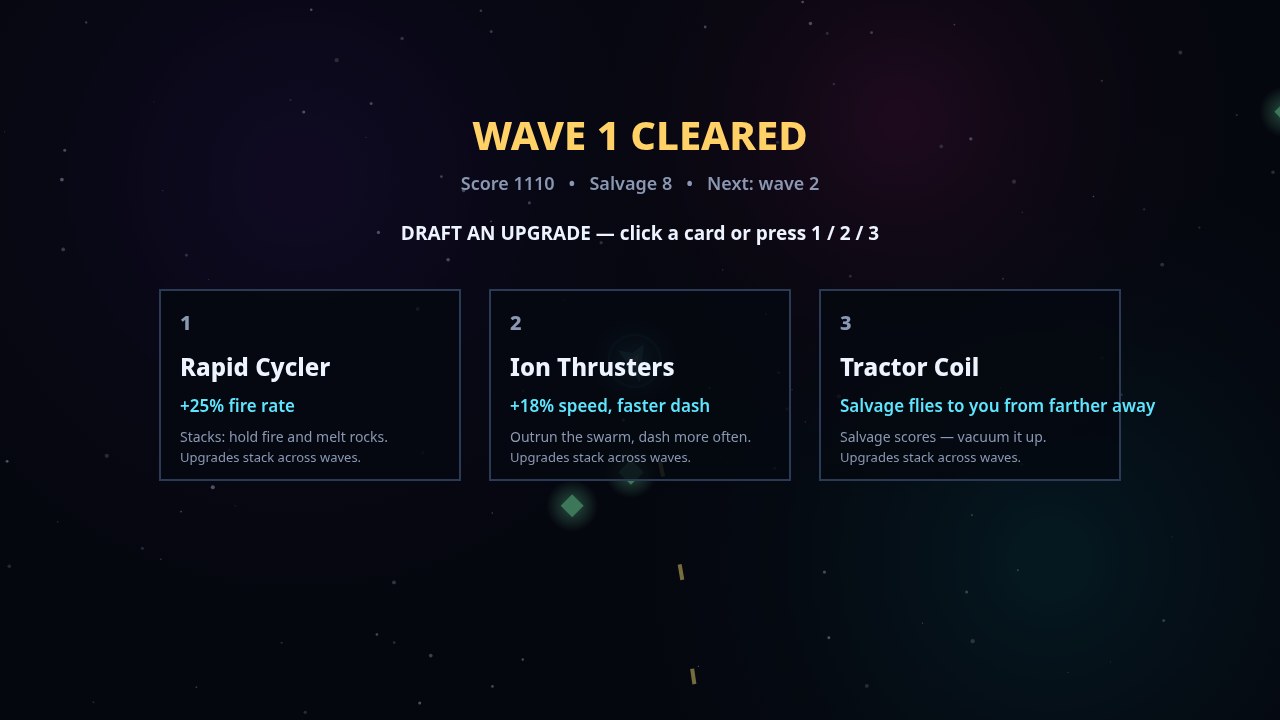 WAVE 1 CLEARED
Score 1110 • Salvage 8 • Next: wave 2
DRAFT AN UPGRADE — click a card or press 1 / 2 / 3
1
Rapid Cycler
+25% fire rate
Stacks: hold fire and melt rocks.
Upgrades stack across waves.
2
Ion Thrusters
+18% speed, faster dash
Outrun the swarm, dash more often.
Upgrades stack across waves.
3
Tractor Coil
Salvage flies to you from farther away
Salvage scores — vacuum it up.
Upgrades stack across waves.